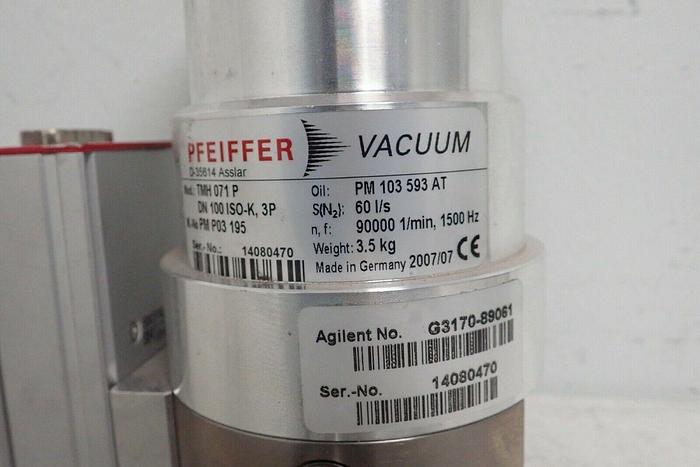 PFEIFFER VACUUM
D-35614 Asslar
Mod.: TMH 071 P
DN 100 ISO-K, 3P
PM P03 195
Ser.-No.: 14080470
Oil: PM 103 593 AT
S(N₂): 60 l/s
n, f: 90000 1/min, 1500 Hz
Weight: 3.5 kg
Made in Germany 2007/07 CE
Agilent No. G3170-89061
Ser.-No. 14080470